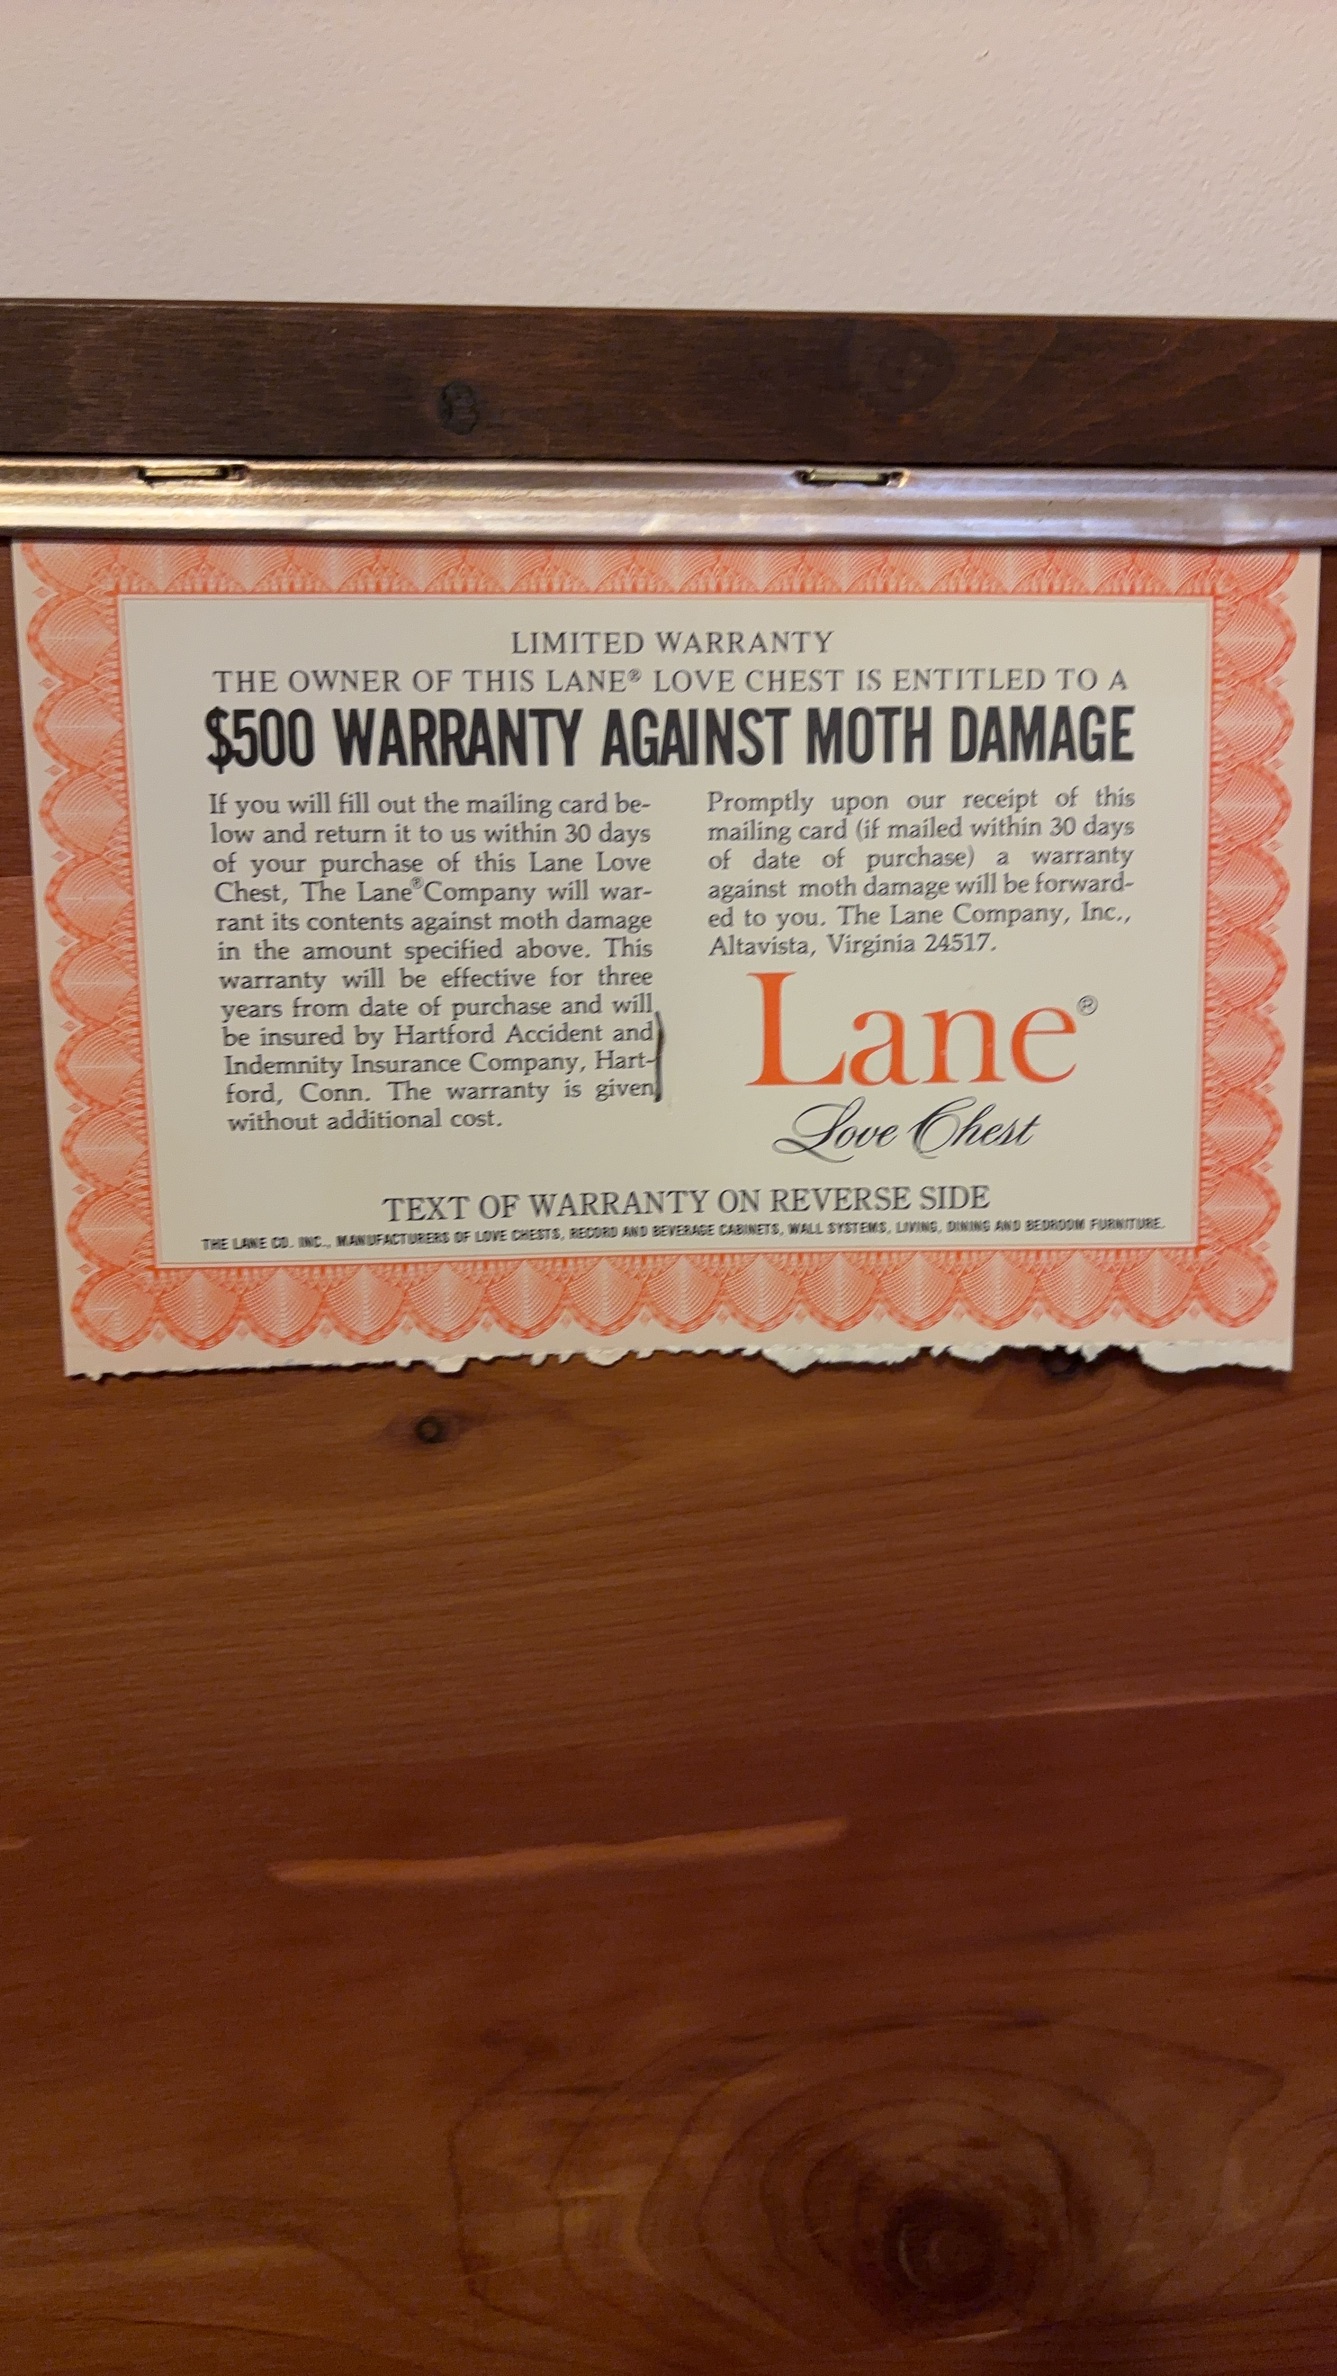 LIMITED WARRANTY
THE OWNER OF THIS LANE® LOVE CHEST IS ENTITLED TO A
$500 WARRANTY AGAINST MOTH DAMAGE
If you will fill out the mailing card be-
low and return it to us within 30 days
of your purchase of this Lane Love
Chest, The Lane® Company will war-
rant its contents against moth damage
in the amount specified above. This
warranty will be effective for three
years from date of purchase and will
be insured by Hartford Accident and
Indemnity Insurance Company, Hart-
ford, Conn. The warranty is given
without additional cost.
Promptly upon our receipt of this
mailing card (if mailed within 30 days
of date of purchase) a warranty
against moth damage will be forward-
ed to you. The Lane Company, Inc.,
Altavista, Virginia 24517.
Lane®
Love Chest
TEXT OF WARRANTY ON REVERSE SIDE
THE LANE CO. INC., MANUFACTURERS OF LOVE CHESTS, RECORD AND BEVERAGE CABINETS, WALL SYSTEMS, LIVING, DINING AND BEDROOM FURNITURE.